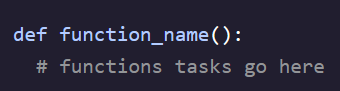 def function_name():
  # functions tasks go here